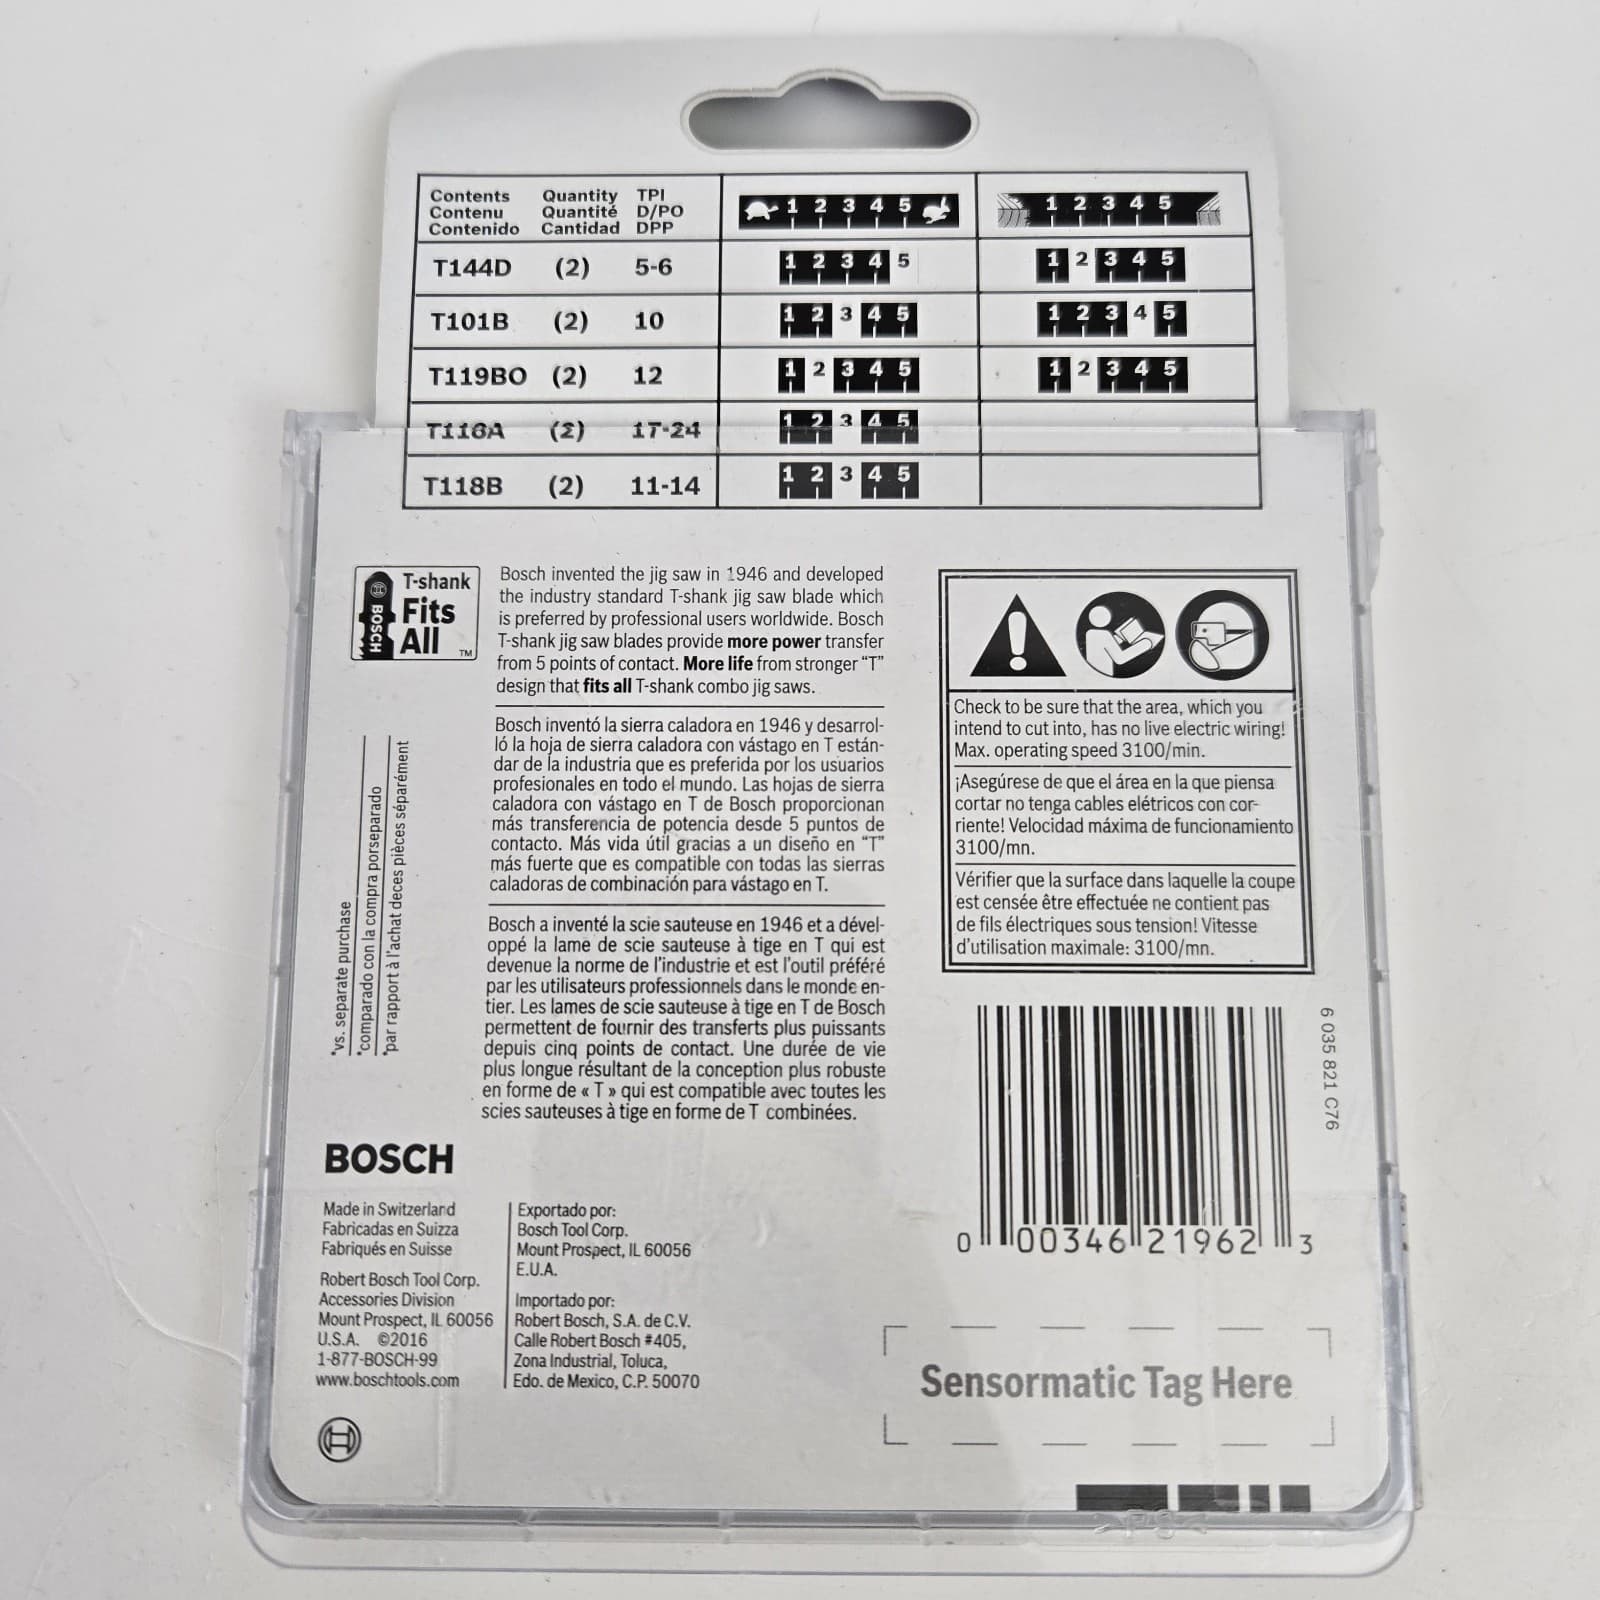 Contents Quantity TPI
Contenu Quantité D/PO
Contenido Cantidad DPP
1 2 3 4 5
1 2 3 4 5
T144D (2) 5-6 1 2 3 4 5 1 2 3 4 5
T101B (2) 10 1 2 3 4 5 1 2 3 4 5
T119BO (2) 12 1 2 3 4 5 1 2 3 4 5
T118A (2) 17-24 1 2 3 4 5
T118B (2) 11-14 1 2 3 4 5
BOSCH
T-shank
Fits
All ™
Bosch invented the jig saw in 1946 and developed
the industry standard T-shank jig saw blade which
is preferred by professional users worldwide. Bosch
T-shank jig saw blades provide more power transfer
from 5 points of contact. More life from stronger “T”
design that fits all T-shank combo jig saws.
Bosch inventó la sierra caladora en 1946 y desarrol-
ló la hoja de sierra caladora con vástago en T están-
dar de la industria que es preferida por los usuarios
profesionales en todo el mundo. Las hojas de sierra
caladora con vástago en T de Bosch proporcionan
más transferencia de potencia desde 5 puntos de
contacto. Más vida útil gracias a un diseño en “T”
más fuerte que es compatible con todas las sierras
caladoras de combinación para vástago en T.
Bosch a inventé la scie sauteuse en 1946 et a dével-
oppé la lame de scie sauteuse à tige en T qui est
devenue la norme de l’industrie et est l’outil préféré
par les utilisateurs professionnels dans le monde en-
tier. Les lames de scie sauteuse à tige en T de Bosch
permettent de fournir des transferts plus puissants
depuis cinq points de contact. Une durée de vie
plus longue résultant de la conception plus robuste
en forme de « T » qui est compatible avec toutes les
scies sauteuses à tige en forme de T combinées.
*vs. separate purchase
*comparado con la compra porseparado
*par rapport à l’achat deces pièces séparément
Check to be sure that the area, which you
intend to cut into, has no live electric wiring!
Max. operating speed 3100/min.
¡Asegúrese de que el área en la que piensa
cortar no tenga cables elétricos con cor-
riente! Velocidad máxima de funcionamiento
3100/mn.
Vérifier que la surface dans laquelle la coupe
est censée être effectuée ne contient pas
de fils électriques sous tension! Vitesse
d’utilisation maximale: 3100/mn.
6 035 821 C76
0 00346 21962 3
BOSCH
Made in Switzerland
Fabricadas en Suizza
Fabriqués en Suisse
Robert Bosch Tool Corp.
Accessories Division
Mount Prospect, IL 60056
U.S.A. ©2016
1-877-BOSCH-99
www.boschtools.com
Exportado por:
Bosch Tool Corp.
Mount Prospect, IL 60056
E.U.A.
Importado por:
Robert Bosch, S.A. de C.V.
Calle Robert Bosch #405,
Zona Industrial, Toluca,
Edo. de Mexico, C.P. 50070
Sensormatic Tag Here